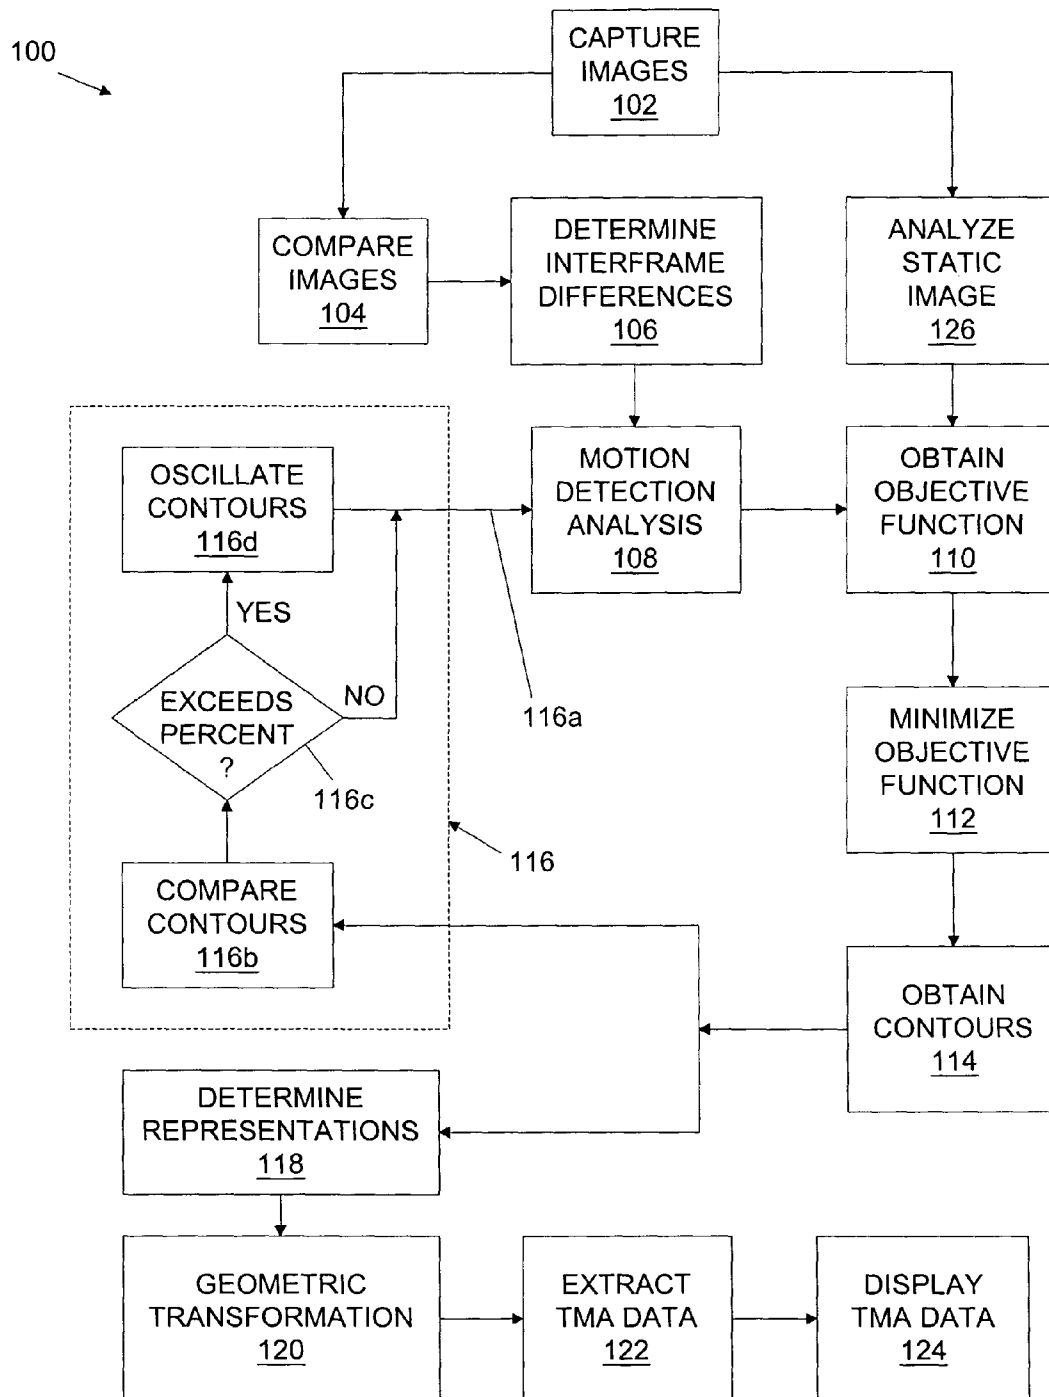 100
CAPTURE
IMAGES
102
COMPARE
IMAGES
104
DETERMINE
INTERFRAME
DIFFERENCES
106
ANALYZE
STATIC
IMAGE
126
OSCILLATE
CONTOURS
116d
MOTION
DETECTION
ANALYSIS
108
OBTAIN
OBJECTIVE
FUNCTION
110
YES
EXCEEDS
PERCENT
?
NO
116a
116c
MINIMIZE
OBJECTIVE
FUNCTION
112
116
COMPARE
CONTOURS
116b
OBTAIN
CONTOURS
114
DETERMINE
REPRESENTATIONS
118
GEOMETRIC
TRANSFORMATION
120
EXTRACT
TMA DATA
122
DISPLAY
TMA DATA
124